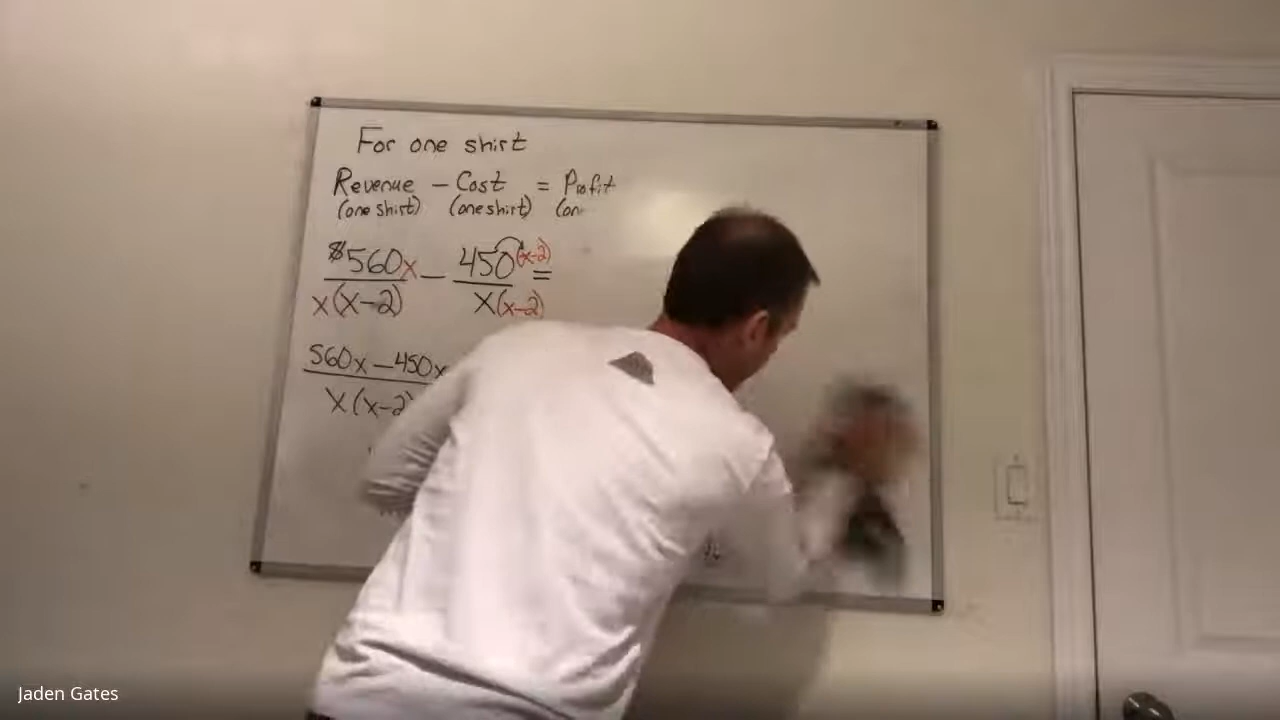 For one shirt
Revenue - Cost = Profit
(one shirt) (one shirt) (on
$560x - 450(x-2) =
x(x-2) x(x-2)
560x - 450x
x(x-2)
Jaden Gates